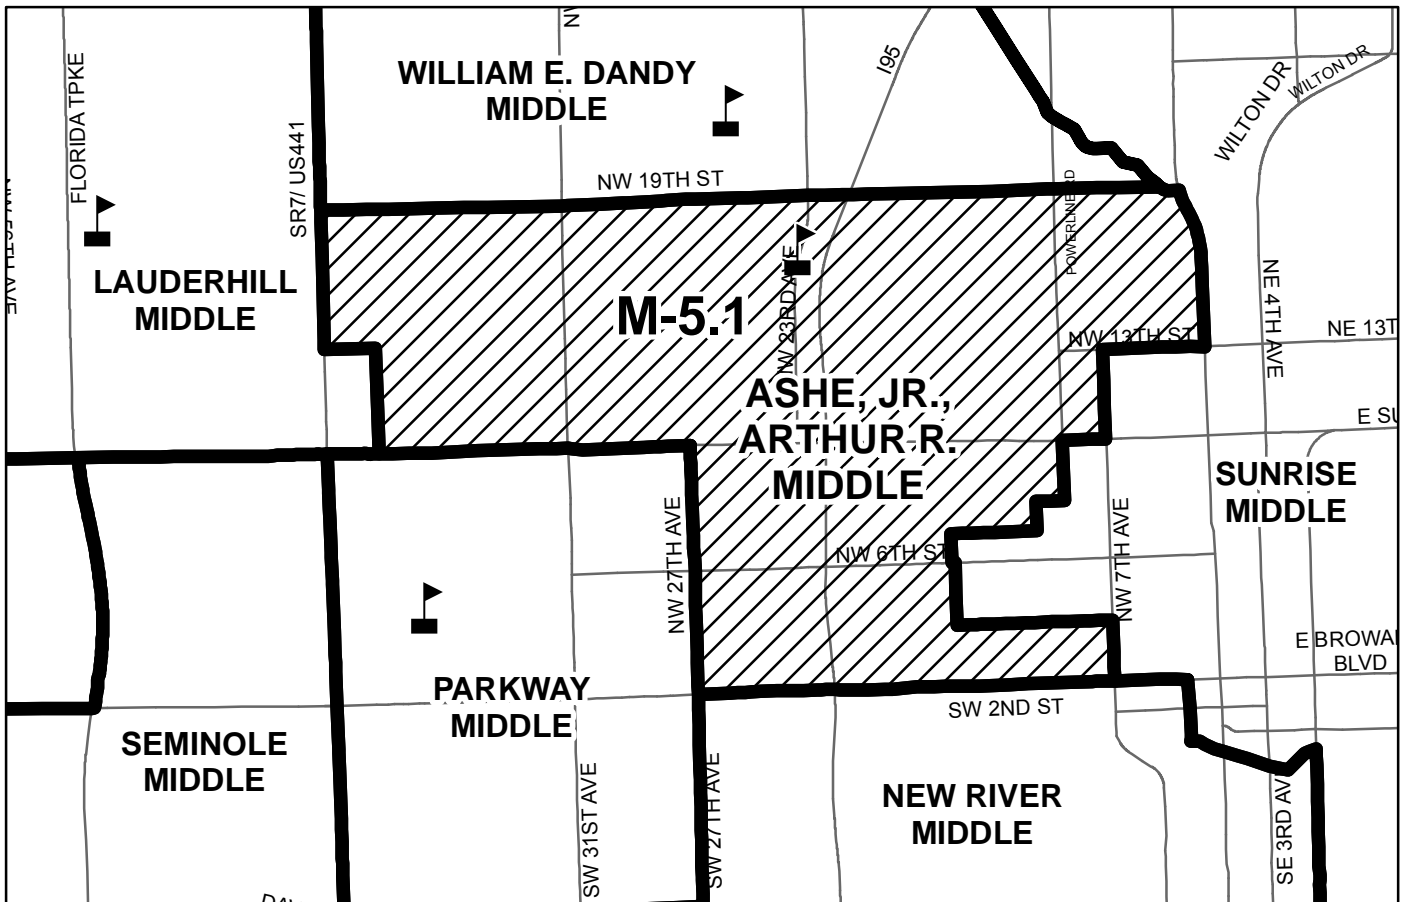 NW
WILLIAM E. DANDY
MIDDLE
I95
WILTON DR
WILTON DR
FLORIDA TPKE
SR7/ US441
NW 19TH ST
POWERLINE RD
LAUDERHILL
MIDDLE
M-5.1
NW 23RD AVE
NW 13TH ST
NE 4TH AVE
NE 13T
ASHE, JR.,
ARTHUR R.
MIDDLE
E SU
SUNRISE
MIDDLE
NW 27TH AVE
NW 6TH ST
NW 7TH AVE
E BROWA
BLVD
PARKWAY
MIDDLE
SW 2ND ST
SEMINOLE
MIDDLE
SW 31ST AVE
SW 27TH AVE
NEW RIVER
MIDDLE
SE 3RD AV